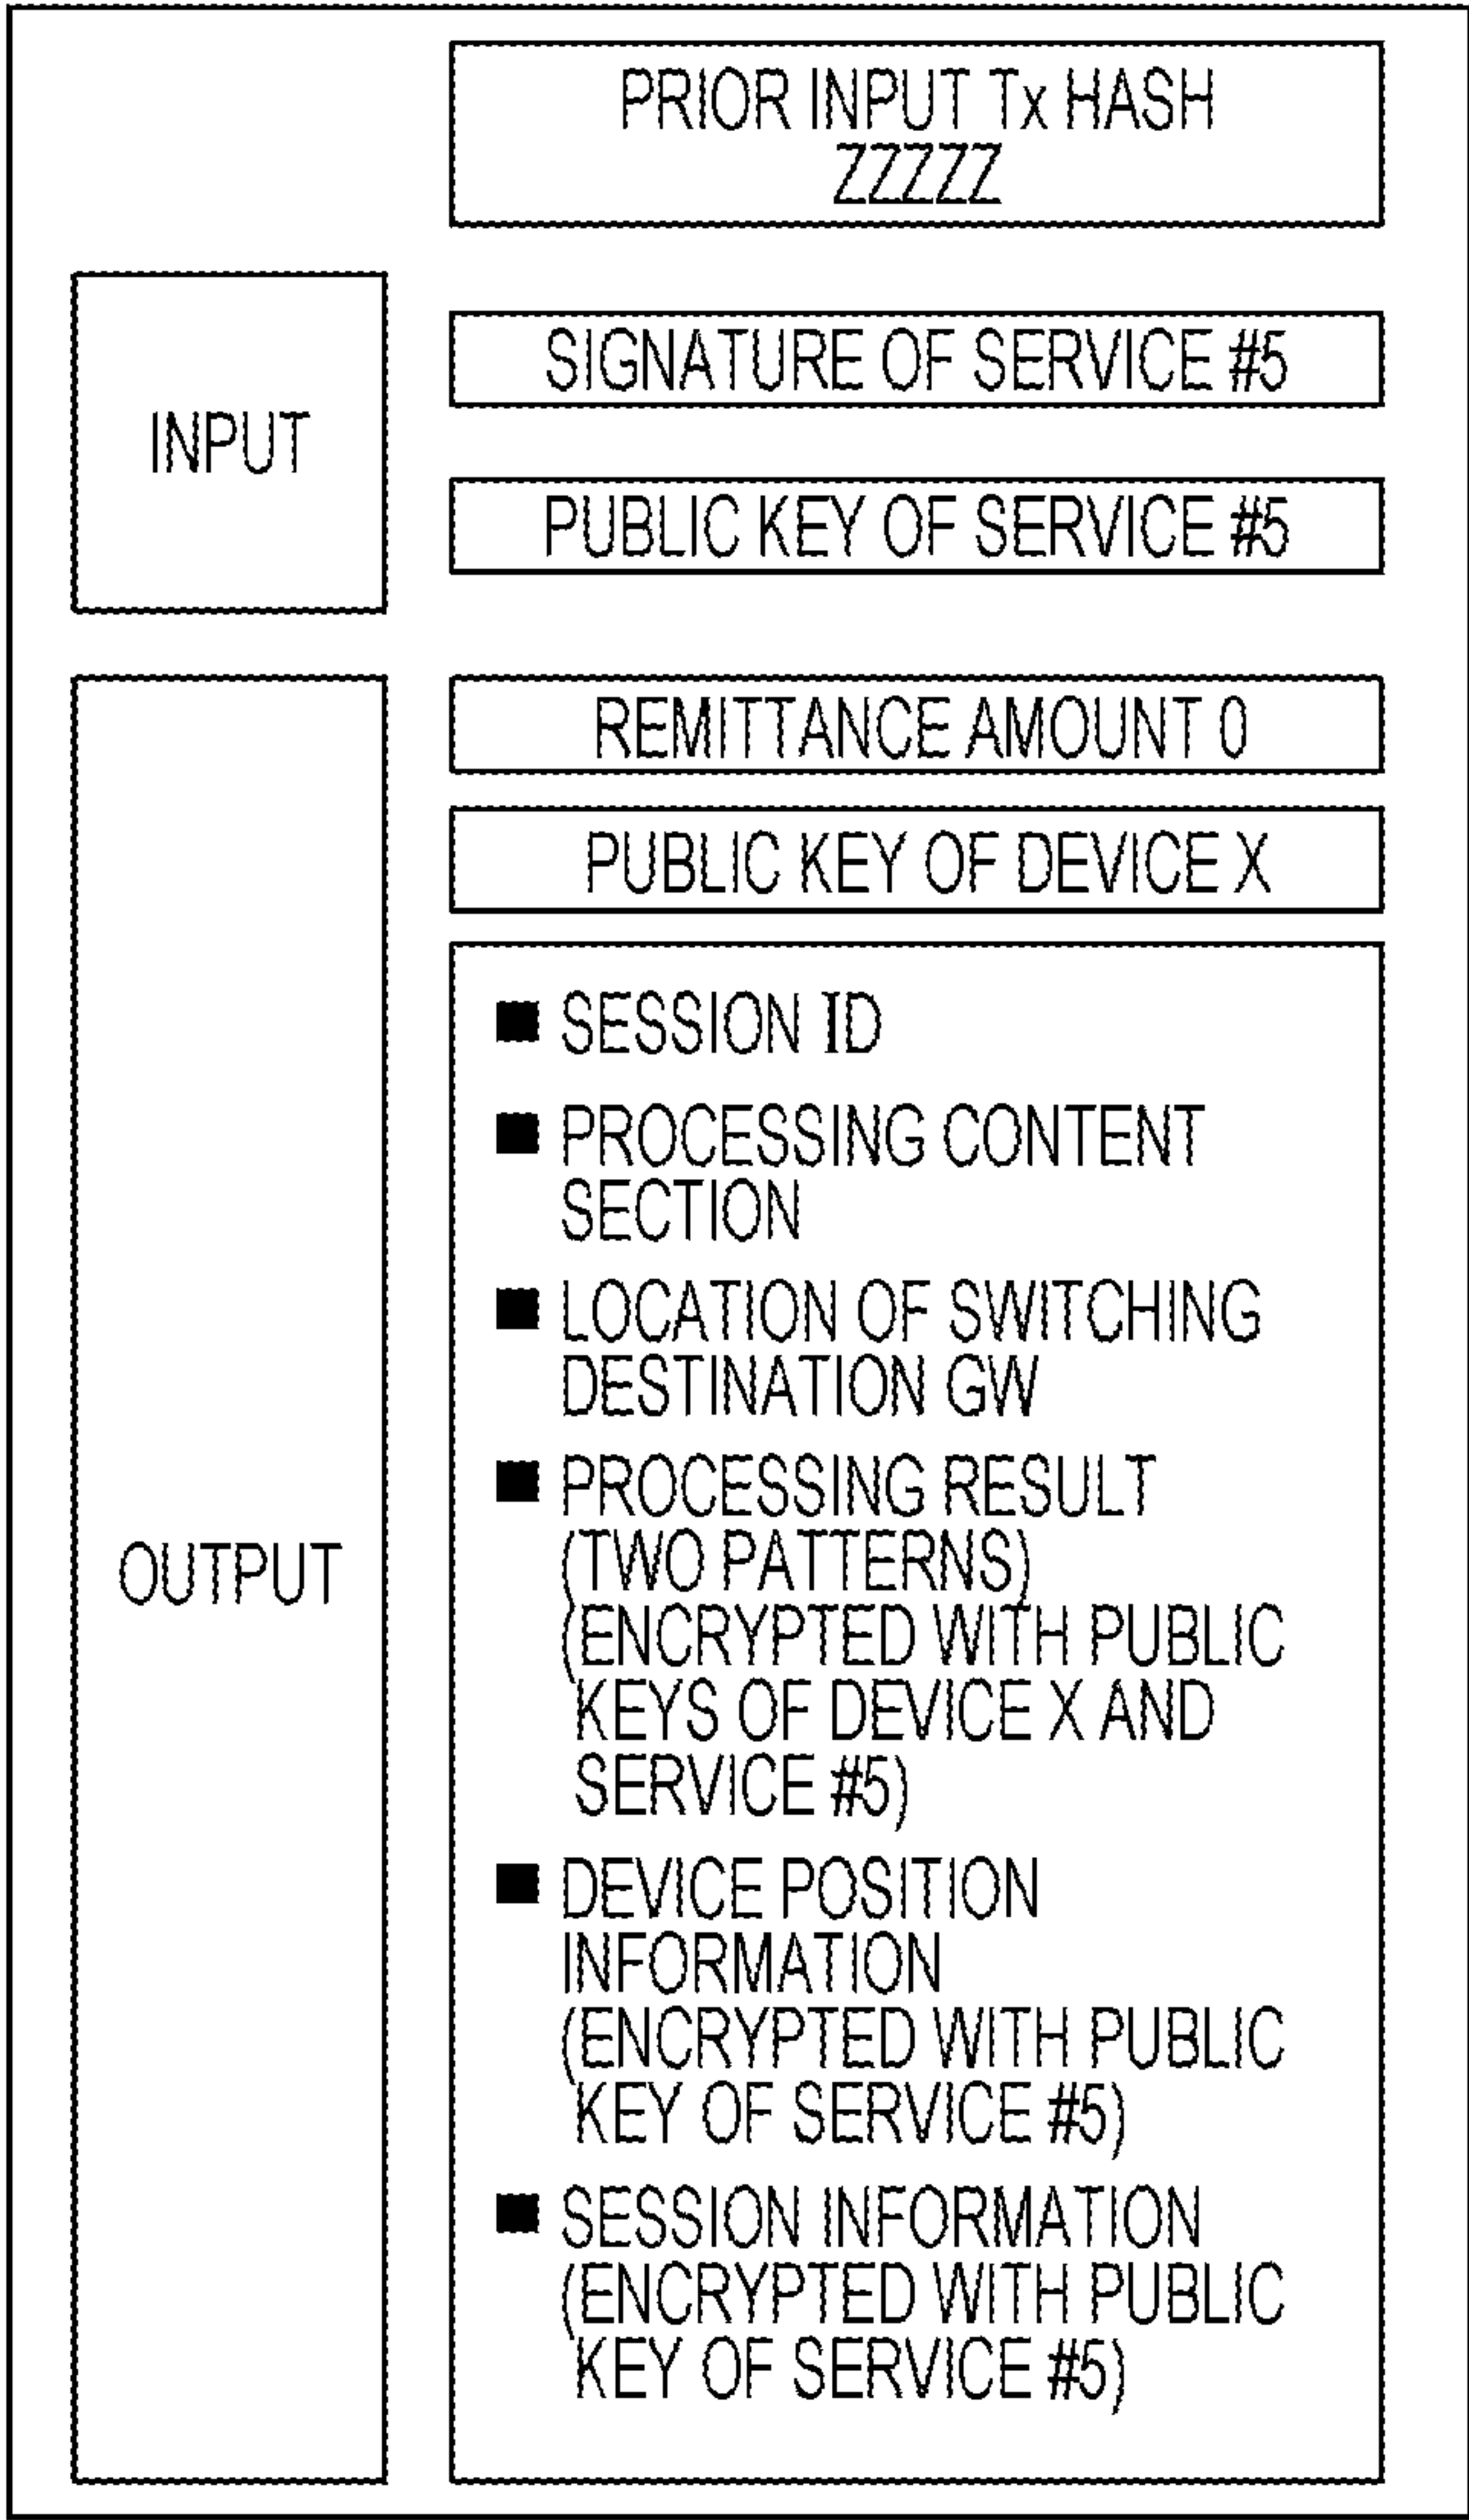 PRIOR INPUT Tx HASH
ZZZZZ
INPUT
SIGNATURE OF SERVICE #5
PUBLIC KEY OF SERVICE #5
OUTPUT
REMITTANCE AMOUNT 0
PUBLIC KEY OF DEVICE X
■ SESSION ID
■ PROCESSING CONTENT
SECTION
■ LOCATION OF SWITCHING
DESTINATION GW
■ PROCESSING RESULT
(TWO PATTERNS)
(ENCRYPTED WITH PUBLIC
KEYS OF DEVICE X AND
SERVICE #5)
■ DEVICE POSITION
INFORMATION
(ENCRYPTED WITH PUBLIC
KEY OF SERVICE #5)
■ SESSION INFORMATION
(ENCRYPTED WITH PUBLIC
KEY OF SERVICE #5)